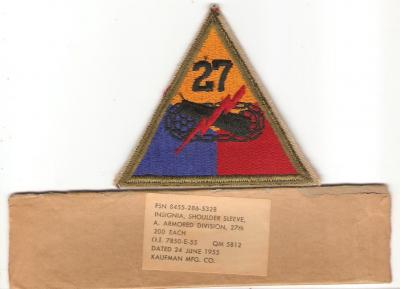 27
FSN 8455-286-5328
INSIGNIA, SHOULDER SLEEVE,
A. ARMORED DIVISION, 27th
200 EACH
O.I. 7850-E-55 QM 5812
DATED 24 JUNE 1955
KAUFMAN MFG. CO.